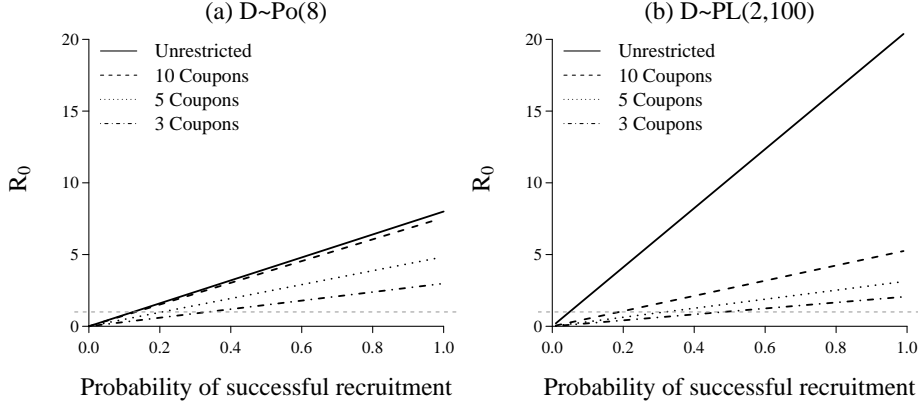 (a) D~Po(8)
20
15
10
5
0
R0
Unrestricted
10 Coupons
5 Coupons
3 Coupons
0.0 0.2 0.4 0.6 0.8 1.0
Probability of successful recruitment
(b) D~PL(2,100)
20
15
10
5
0
R0
Unrestricted
10 Coupons
5 Coupons
3 Coupons
0.0 0.2 0.4 0.6 0.8 1.0
Probability of successful recruitment